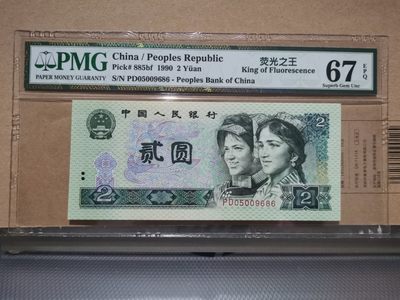 PMG
PAPER MONEY GUARANTY
China / Peoples Republic
Pick# 885bf 1990 2 Yüan
S/N PD05009686 - Peoples Bank of China
荧光之王
King of Fluorescence
67 EPQ
Superb Gem Unc
中国人民银行
2
贰圆
PD05009686
2